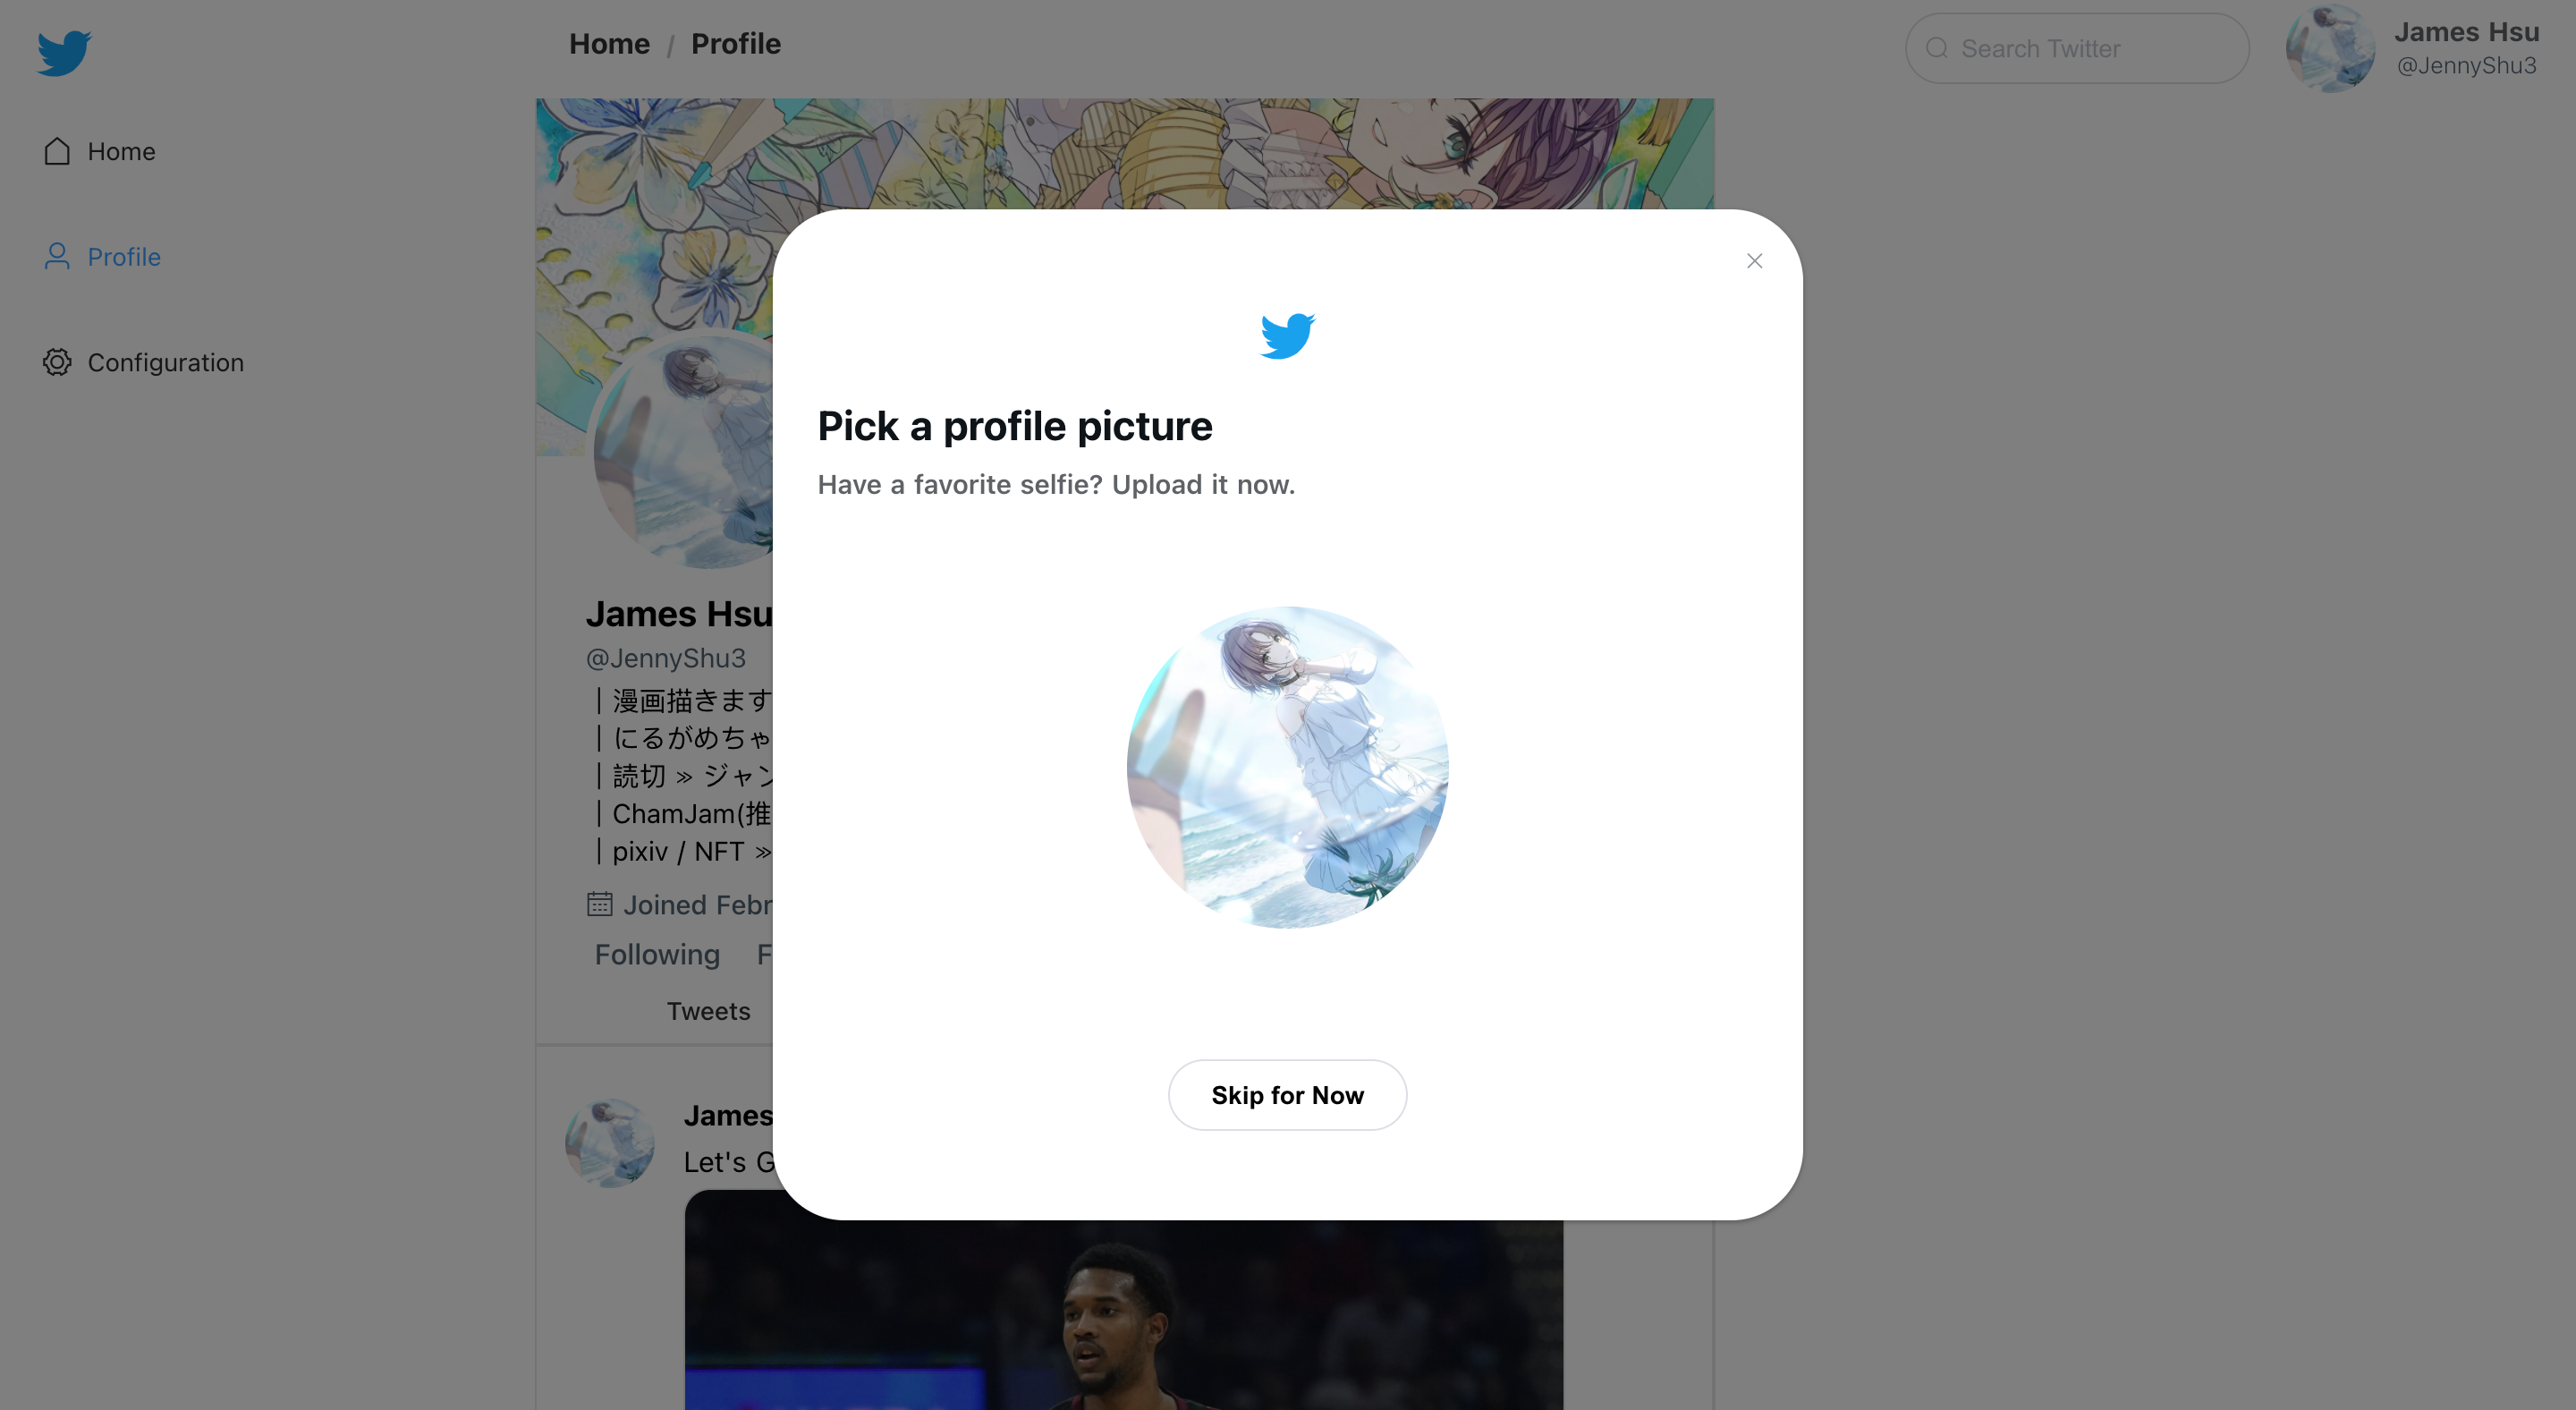 Home / Profile
Search Twitter
James Hsu
@JennyShu3
Home
Profile
Configuration
Pick a profile picture
Have a favorite selfie? Upload it now.
Skip for Now
James Hsu
@JennyShu3
| 漫画描きます
| にるがめちゃ
| 読切 ≫ ジャン
| ChamJam(推
| pixiv / NFT ≫
Joined Febr
Following F
Tweets
James
Let's G